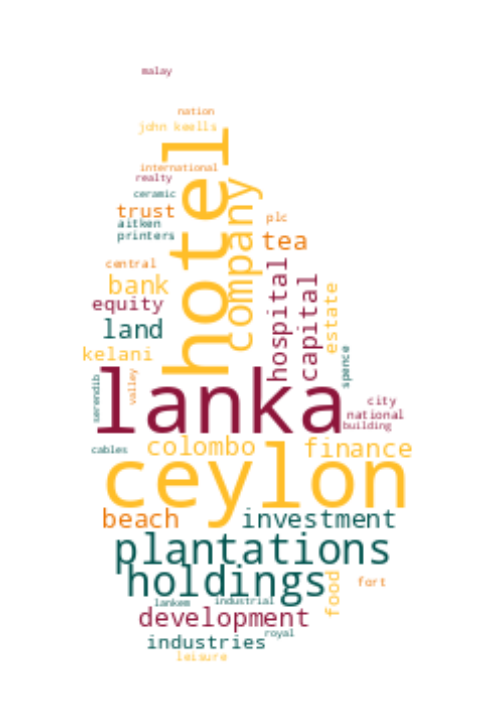 malay
nation
john keells
hotel
international
realty
ceramic
company
trust
aitken
plc
printers
tea
central
hospital
bank
capital
estate
equity
land
kelani
spence
lanka
serendib
valley
city
national
building
colombo
finance
cables
ceylon
beach
investment
plantations
holdings
food
fort
lankem
industrial
development
royal
industries
leisure